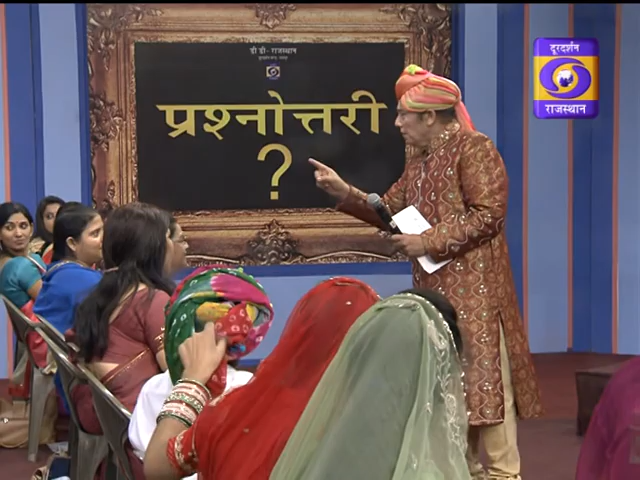 डी डी - राजस्थान
प्रश्नोत्तरी
?
दूरदर्शन
राजस्थान